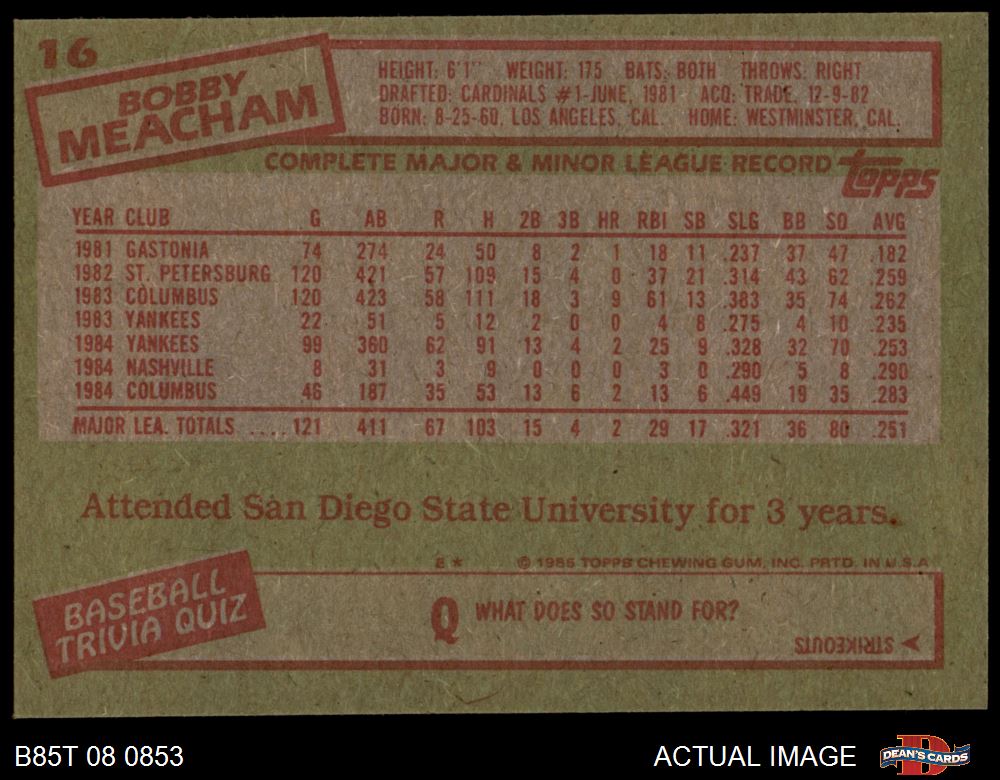 16
BOBBY
MEACHAM
HEIGHT: 6'1" WEIGHT: 175 BATS: BOTH THROWS: RIGHT
DRAFTED: CARDINALS #1-JUNE, 1981 ACQ: TRADE, 12-9-82
BORN: 8-25-60, LOS ANGELES, CAL. HOME: WESTMINSTER, CAL.
COMPLETE MAJOR & MINOR LEAGUE RECORD topps
YEAR CLUB G AB R H 2B 3B HR RBI SB SLG BB SO AVG
1981 GASTONIA 74 274 24 50 8 2 1 18 11 .237 37 47 .182
1982 ST. PETERSBURG 120 421 57 109 15 4 0 37 21 .314 43 62 .259
1983 COLUMBUS 120 423 58 111 18 3 9 61 13 .383 35 74 .262
1983 YANKEES 22 51 5 12 2 0 0 4 8 .275 4 10 .235
1984 YANKEES 99 360 62 91 13 4 2 25 9 .328 32 70 .253
1984 NASHVILLE 8 31 3 9 0 0 0 3 0 .290 5 8 .290
1984 COLUMBUS 46 187 35 53 13 6 2 13 6 .449 19 35 .283
MAJOR LEA. TOTALS .... 121 411 67 103 15 4 2 29 17 .321 36 80 .251
Attended San Diego State University for 3 years.
E * © 1985 TOPPS CHEWING GUM, INC. PRTD. IN U.S.A
BASEBALL
TRIVIA QUIZ
Q WHAT DOES SO STAND FOR?
STRIKEOUTS
B85T 08 0853 ACTUAL IMAGE DEAN'S CARDS